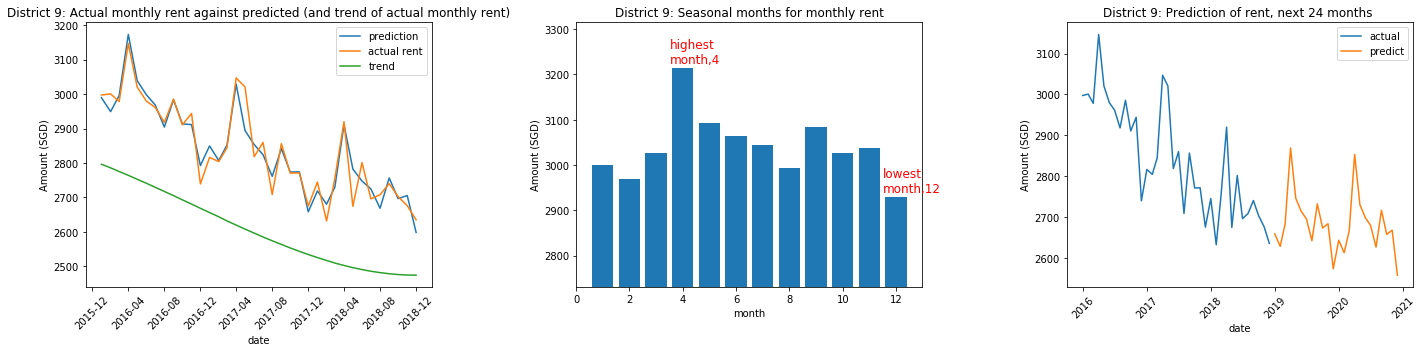 District 9: Actual monthly rent against predicted (and trend of actual monthly rent)
3200
3100
3000
2900
2800
2700
2600
2500
Amount (SGD)
prediction
actual rent
trend
2015-12
2016-04
2016-08
2016-12
2017-04
2017-08
2017-12
2018-04
2018-08
2018-12
date
District 9: Seasonal months for monthly rent
3300
3200
3100
3000
2900
2800
Amount (SGD)
highest
month,4
lowest
month,12
0
2
4
6
8
10
12
month
District 9: Prediction of rent, next 24 months
3100
3000
2900
2800
2700
2600
Amount (SGD)
actual
predict
2016
2017
2018
2019
2020
2021
date